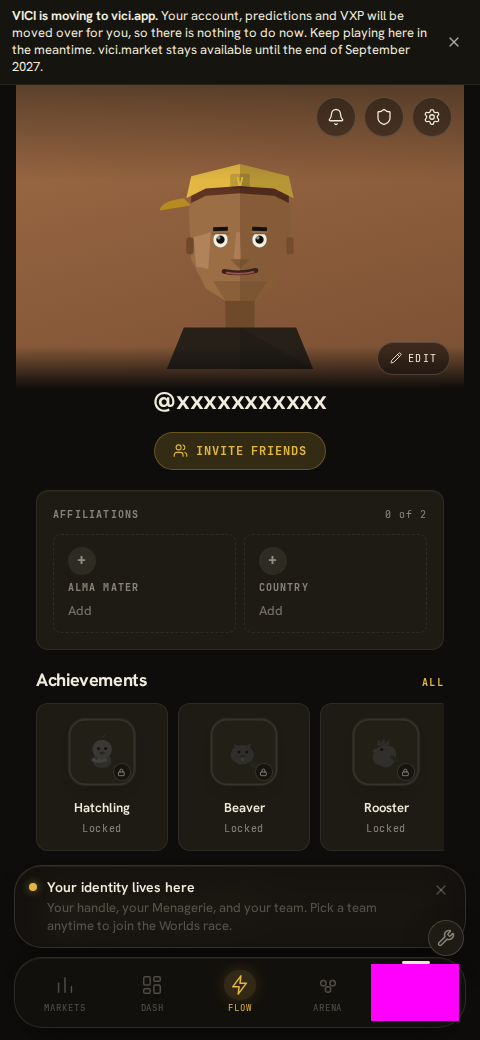 VICI is moving to vici.app. Your account, predictions and VXP will be
moved over for you, so there is nothing to do now. Keep playing here in
the meantime. vici.market stays available until the end of September
2027.
V
EDIT
@xxxxxxxxxxx
INVITE FRIENDS
AFFILIATIONS 0 of 2
+ +
ALMA MATER COUNTRY
Add Add
Achievements ALL
Hatchling Beaver Rooster
Locked Locked Locked
Your identity lives here
Your handle, your Menagerie, and your team. Pick a team
anytime to join the Worlds race.
MARKETS DASH FLOW ARENA